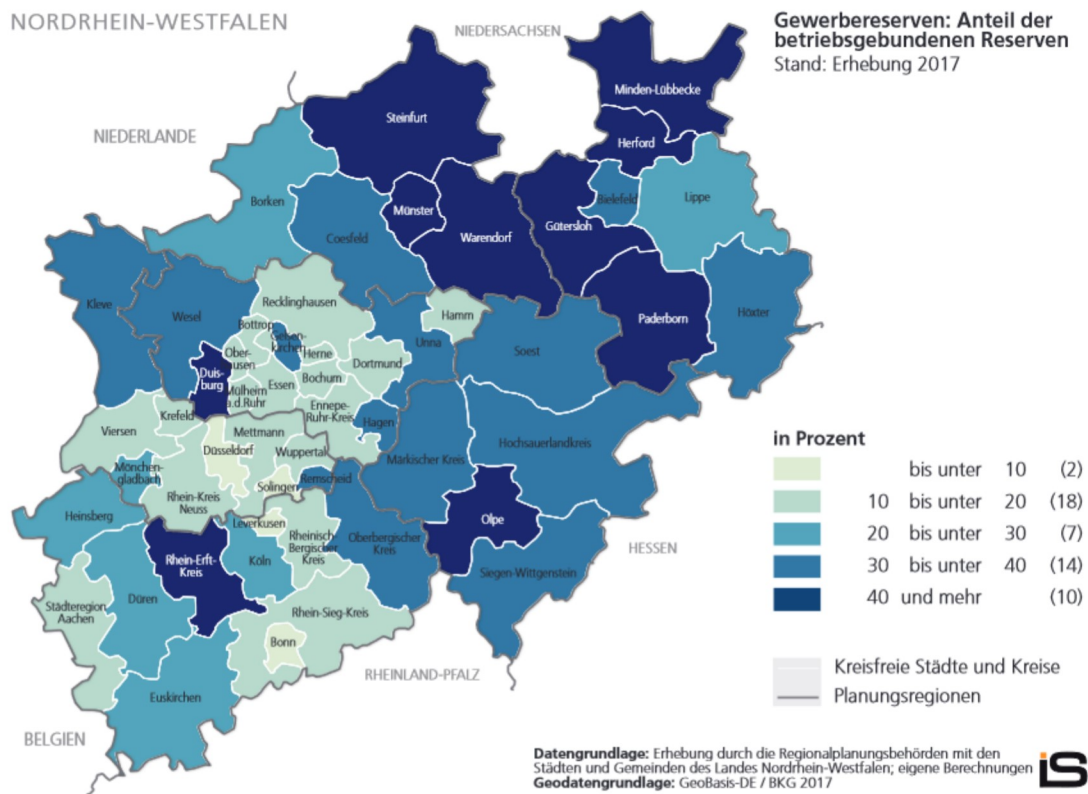 NORDRHEIN-WESTFALEN
Gewerbereserven: Anteil der
betriebsgebundenen Reserven
Stand: Erhebung 2017
NIEDERSACHSEN
NIEDERLANDE
Minden-Lübbecke
Steinfurt
Herford
Borken
Bielefeld
Lippe
Münster
Coesfeld
Warendorf
Gütersloh
Kleve
Wesel
Recklinghausen
Hamm
Paderborn
Höxter
Bottrop
Gelsen-
kirchen
Herne
Unna
Soest
Ober-
hausen
Dortmund
Duis-
burg
Essen
Bochum
Mülheim
a.d.Ruhr
Ennepe-
Ruhr-Kreis
Krefeld
Hagen
Viersen
Mettmann
Hochsauerlandkreis
Düsseldorf
Wuppertal
Märkischer Kreis
Mönchen-
gladbach
Solingen
Remscheid
Rhein-Kreis
Neuss
Heinsberg
Leverkusen
Olpe
Rhein-Erft-
Kreis
Köln
Rheinisch-
Bergischer
Kreis
Oberbergischer
Kreis
HESSEN
Siegen-Wittgenstein
Städteregion
Aachen
Düren
Rhein-Sieg-Kreis
Bonn
RHEINLAND-PFALZ
Euskirchen
BELGIEN
in Prozent
bis unter 10 (2)
10 bis unter 20 (18)
20 bis unter 30 (7)
30 bis unter 40 (14)
40 und mehr (10)
Kreisfreie Städte und Kreise
Planungsregionen
Datengrundlage: Erhebung durch die Regionalplanungsbehörden mit den
Städten und Gemeinden des Landes Nordrhein-Westfalen; eigene Berechnungen
Geodatengrundlage: GeoBasis-DE / BKG 2017
iS